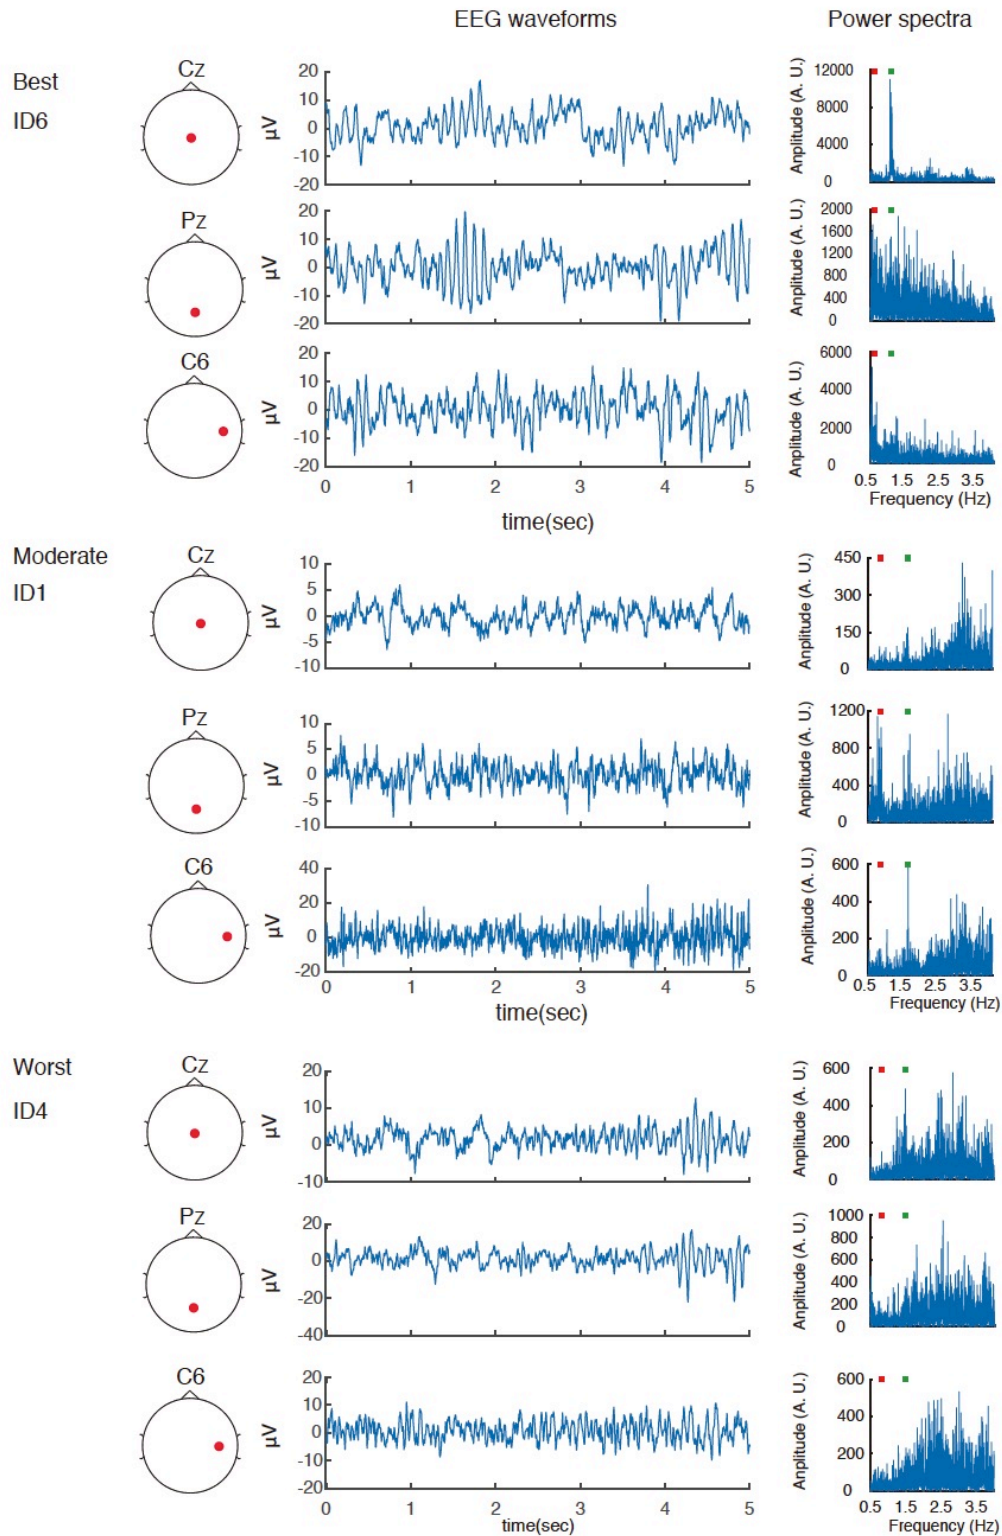 EEG waveforms Power spectra
Best
ID6
Cz
μV
20
10
0
-10
-20
Anplitude (A. U.)
12000
8000
4000
0
Pz
20
10
0
-10
-20
μV
Anplitude (A. U.)
2000
1600
1200
800
400
0
C6
20
10
0
-10
-20
μV
0 1 2 3 4 5
time(sec)
Anplitude (A. U.)
6000
4000
2000
0
0.5 1.5 2.5 3.5
Frequency (Hz)
Moderate
ID1
Cz
μV
10
5
0
-5
-10
Anplitude (A. U.)
450
300
150
0
Pz
μV
10
5
0
-5
-10
Anplitude (A. U.)
1200
800
400
0
C6
μV
40
20
0
-20
0 1 2 3 4 5
time(sec)
Anplitude (A. U.)
600
400
200
0
0.5 1.5 2.5 3.5
Frequency (Hz)
Worst
ID4
Cz
μV
20
10
0
-10
Anplitude (A. U.)
600
400
200
0
Pz
μV
20
0
-20
-40
Anplitude (A. U.)
1000
800
600
400
200
0
C6
μV
20
10
0
-10
-20
0 1 2 3 4 5
time(sec)
Anplitude (A. U.)
600
400
200
0
0.5 1.5 2.5 3.5
Frequency (Hz)